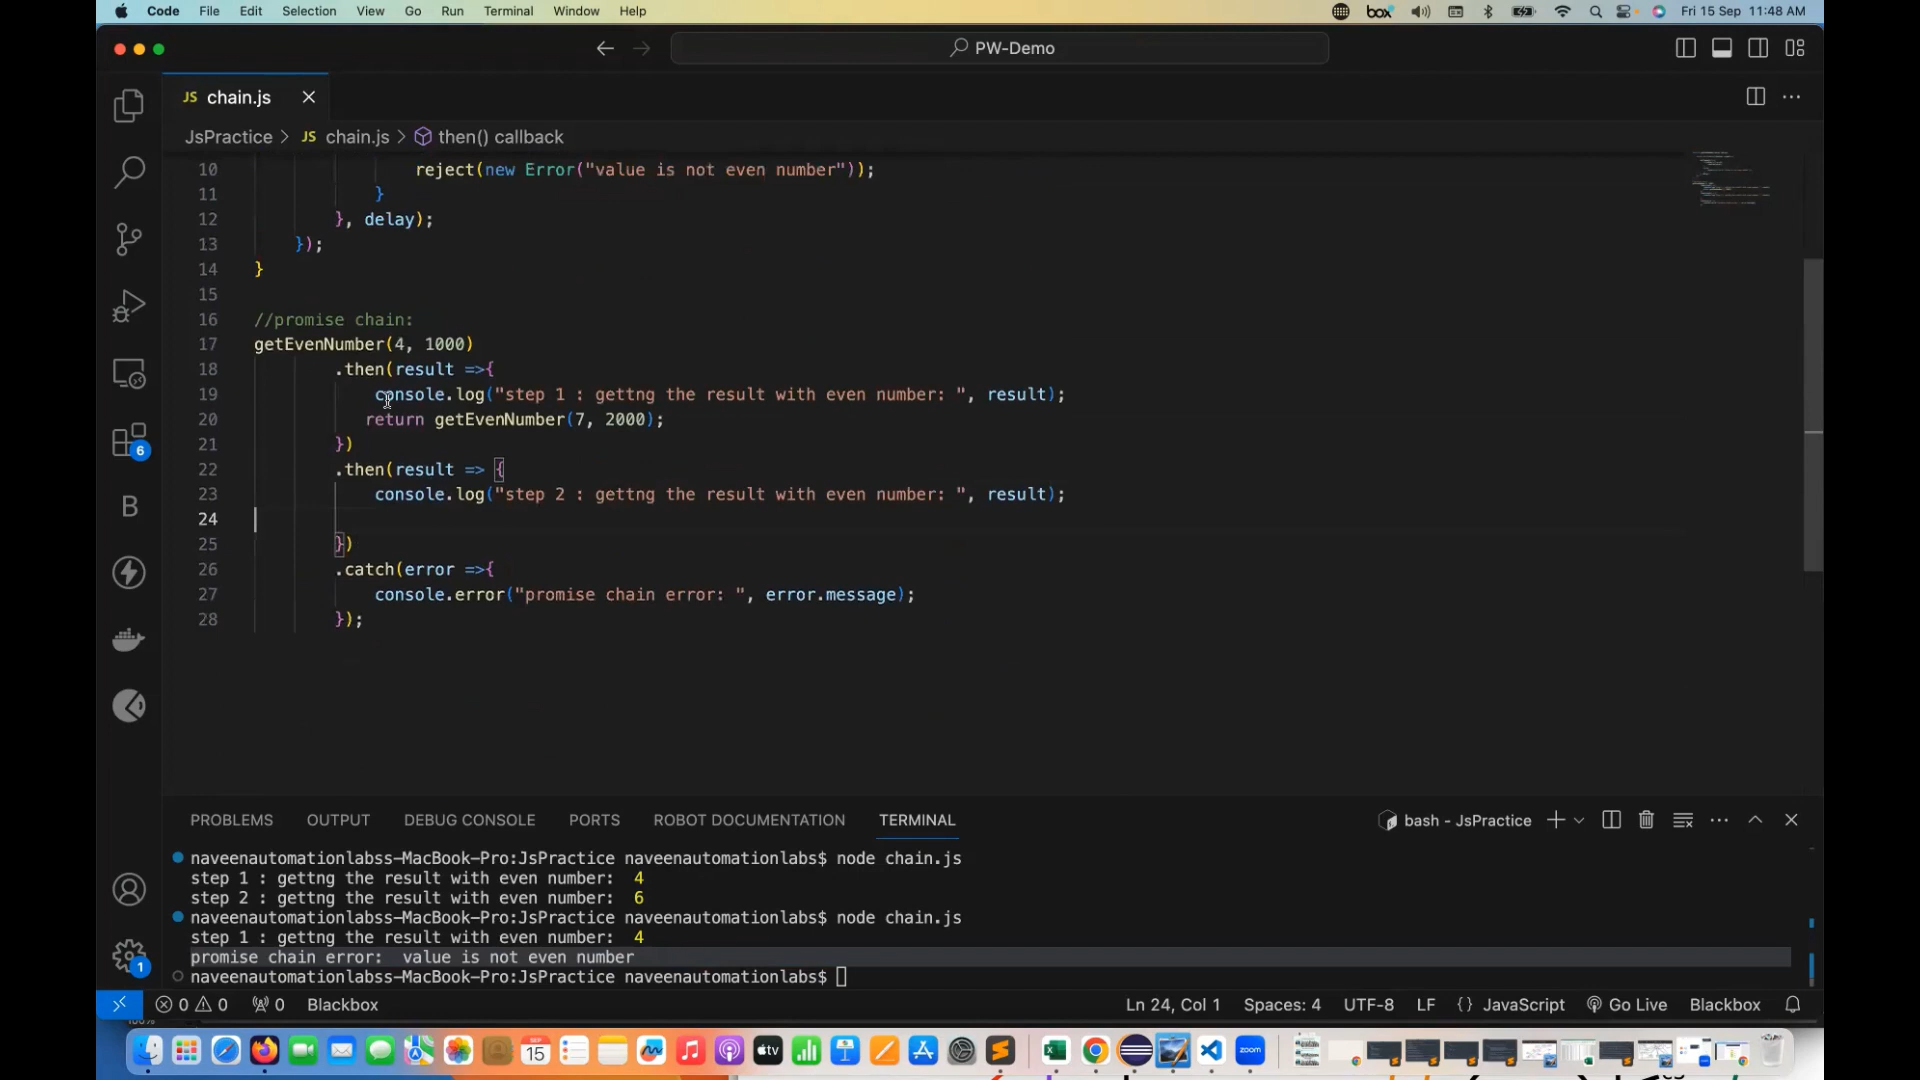 Code File Edit Selection View Go Run Terminal Window Help box Fri 15 Sep 11:48 AM
PW-Demo
JS chain.js
JsPractice > JS chain.js > then() callback
10 reject(new Error("value is not even number"));
11 }
12 }, delay);
13 });
14 }
15
16 //promise chain:
17 getEvenNumber(4, 1000)
18 .then(result =>{
19 console.log("step 1 : gettng the result with even number: ", result);
20 return getEvenNumber(7, 2000);
21 })
22 .then(result => {
23 console.log("step 2 : gettng the result with even number: ", result);
24
25 })
26 .catch(error =>{
27 console.error("promise chain error: ", error.message);
28 });
6
B
1
PROBLEMS OUTPUT DEBUG CONSOLE PORTS ROBOT DOCUMENTATION TERMINAL bash - JsPractice
naveenautomationlabss-MacBook-Pro:JsPractice naveenautomationlabs$ node chain.js
step 1 : gettng the result with even number: 4
step 2 : gettng the result with even number: 6
naveenautomationlabss-MacBook-Pro:JsPractice naveenautomationlabs$ node chain.js
step 1 : gettng the result with even number: 4
promise chain error: value is not even number
naveenautomationlabss-MacBook-Pro:JsPractice naveenautomationlabs$
0 0 0 Blackbox Ln 24, Col 1 Spaces: 4 UTF-8 LF {} JavaScript Go Live Blackbox
SEP 15 tv zoom